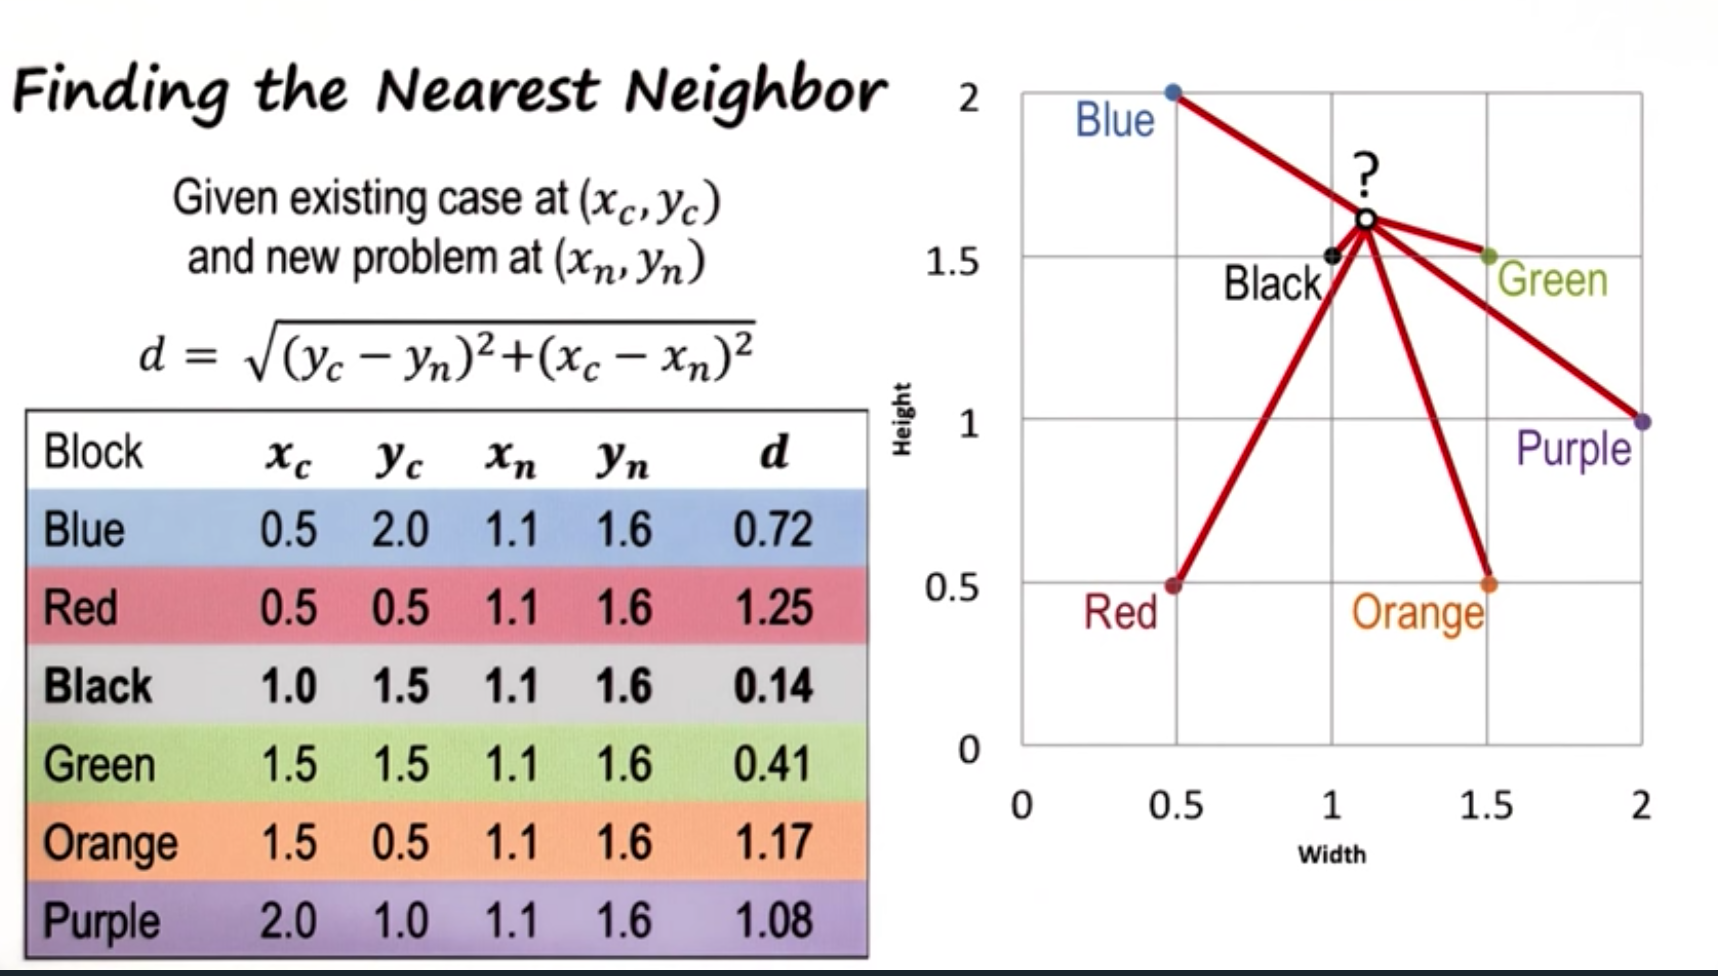 Finding the Nearest Neighbor
Given existing case at (x_c, y_c)
and new problem at (x_n, y_n)
d = √(y_c − y_n)²+(x_c − x_n)²
Block x_c y_c x_n y_n d
Blue 0.5 2.0 1.1 1.6 0.72
Red 0.5 0.5 1.1 1.6 1.25
Black 1.0 1.5 1.1 1.6 0.14
Green 1.5 1.5 1.1 1.6 0.41
Orange 1.5 0.5 1.1 1.6 1.17
Purple 2.0 1.0 1.1 1.6 1.08
2
Blue
?
1.5
Black
Green
Height
1
Purple
0.5
Red
Orange
0
0 0.5 1 1.5 2
Width